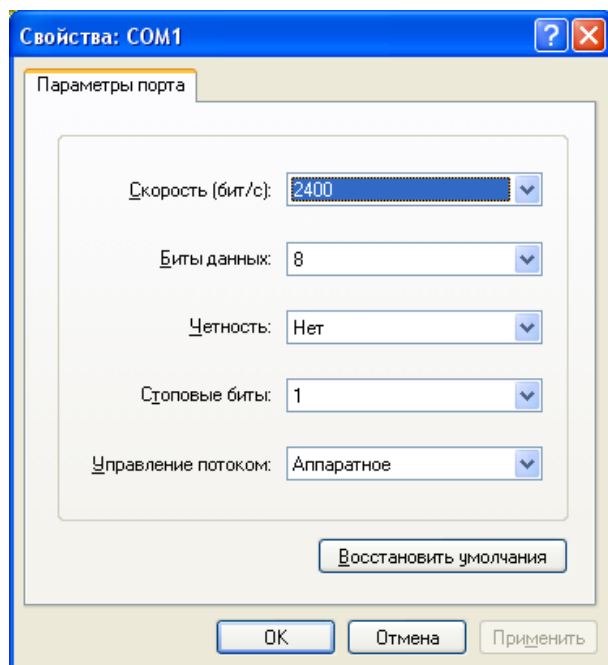 Свойства: COM1
Параметры порта
Скорость (бит/с): 2400
Биты данных: 8
Четность: Нет
Стоповые биты: 1
Управление потоком: Аппаратное
Восстановить умолчания
OK Отмена Применить